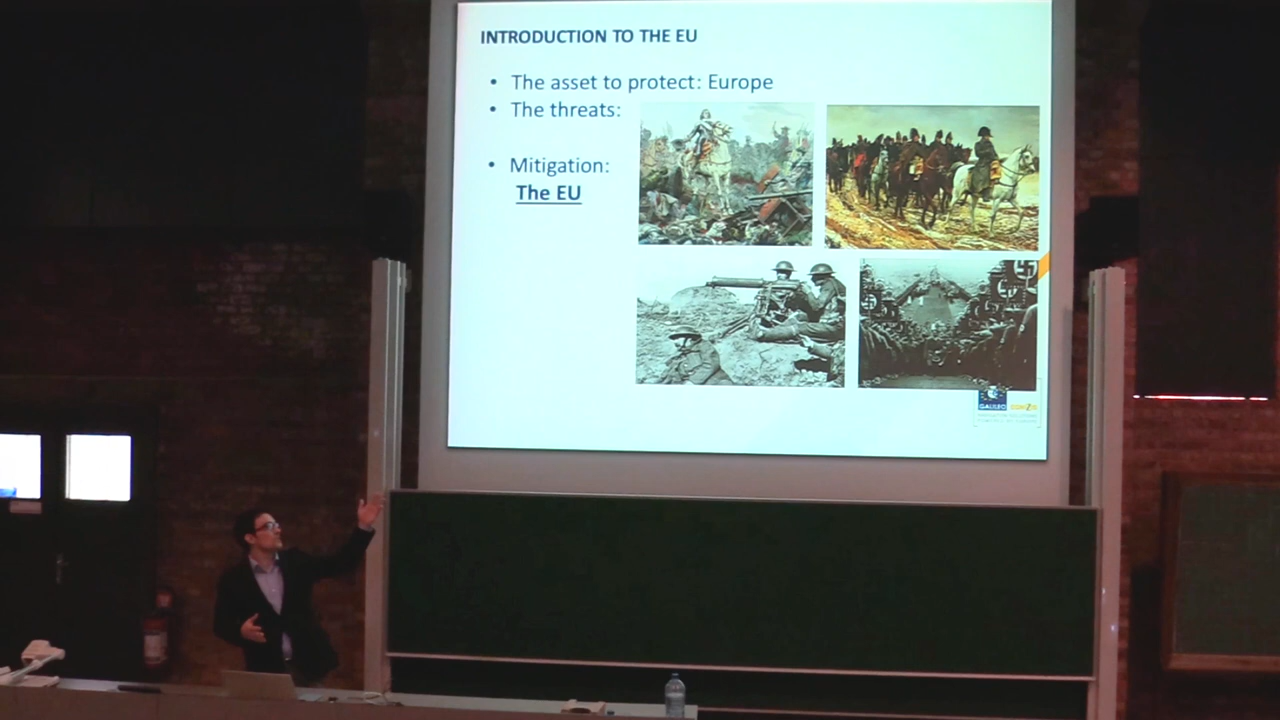 INTRODUCTION TO THE EU
• The asset to protect: Europe
• The threats:
• Mitigation:
The EU
GALILEO